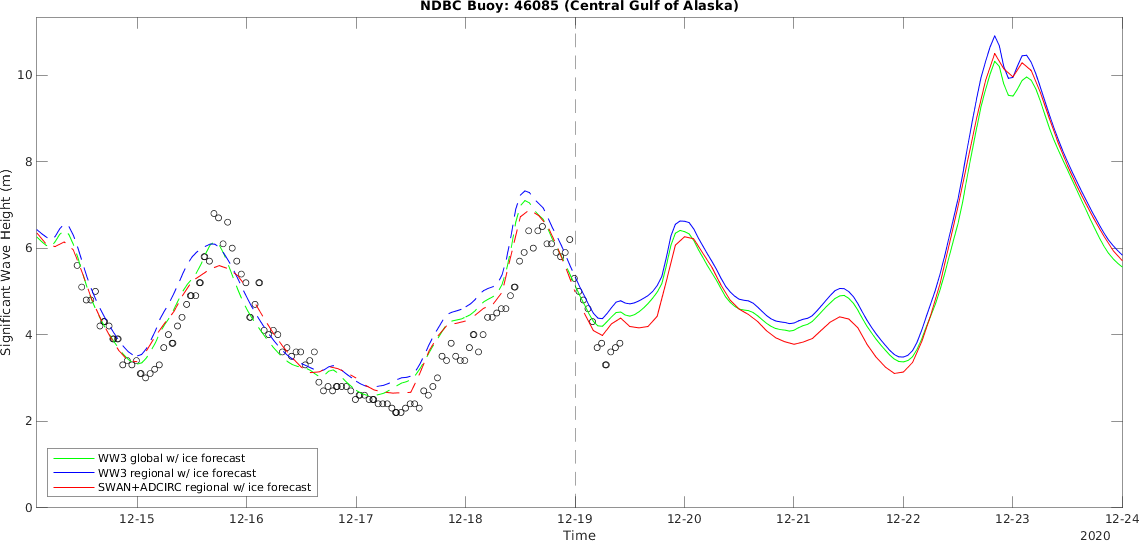 NDBC Buoy: 46085 (Central Gulf of Alaska)
Significant Wave Height (m)
10
8
6
4
2
0
WW3 global w/ ice forecast
WW3 regional w/ ice forecast
SWAN+ADCIRC regional w/ ice forecast
12-15 12-16 12-17 12-18 12-19 12-20 12-21 12-22 12-23 12-24
Time
2020